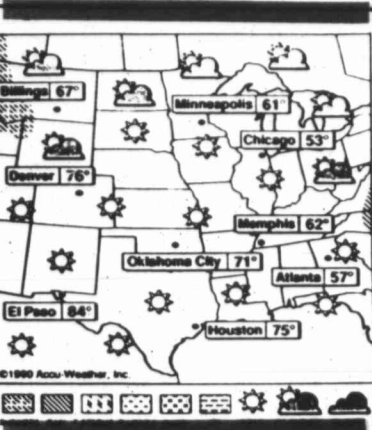 Billings 67°
Minneapolis 61°
Chicago 53°
Denver 76°
Memphis 62°
Oklahoma City 71°
Atlanta 57°
El Paso 84°
Houston 75°
©1990 Accu-Weather, Inc.